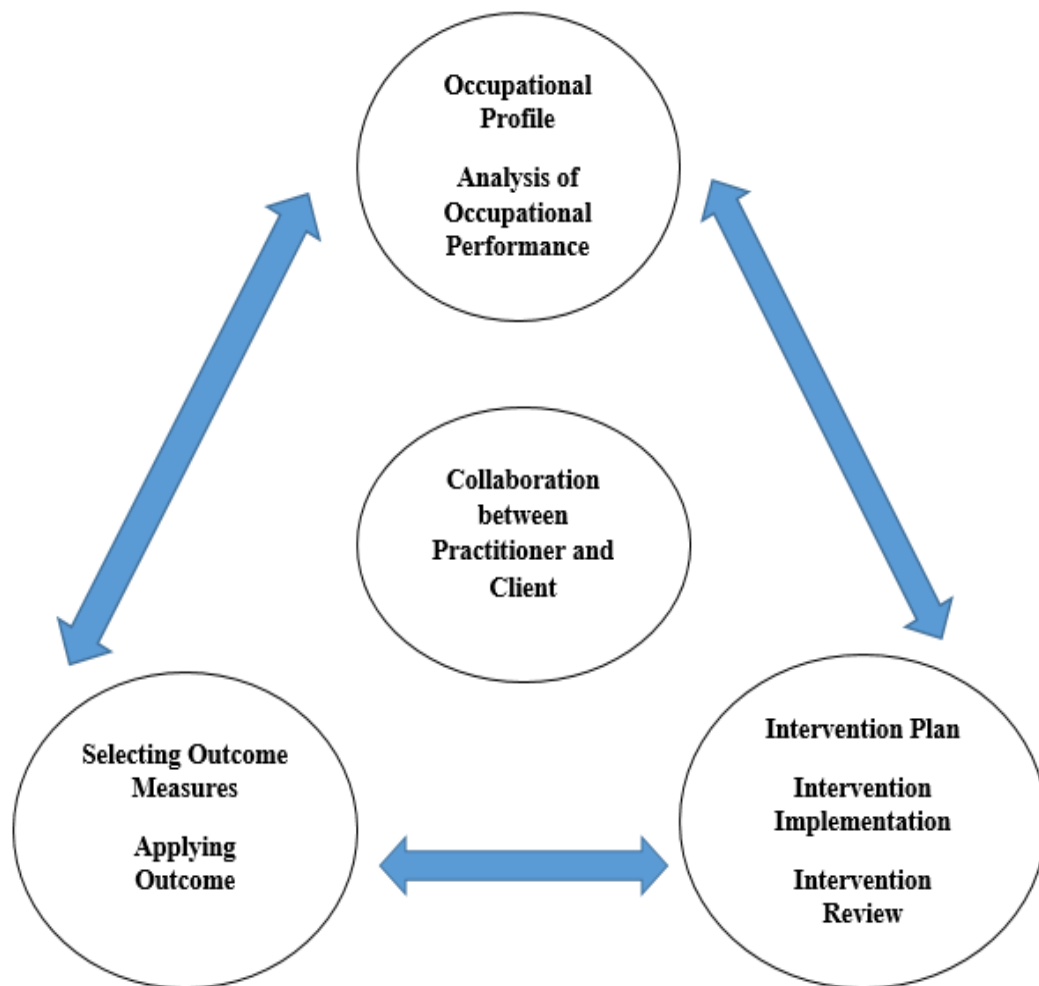 Occupational
Profile
Analysis of
Occupational
Performance
Collaboration
between
Practitioner and
Client
Selecting Outcome
Measures
Applying
Outcome
Intervention Plan
Intervention
Implementation
Intervention
Review